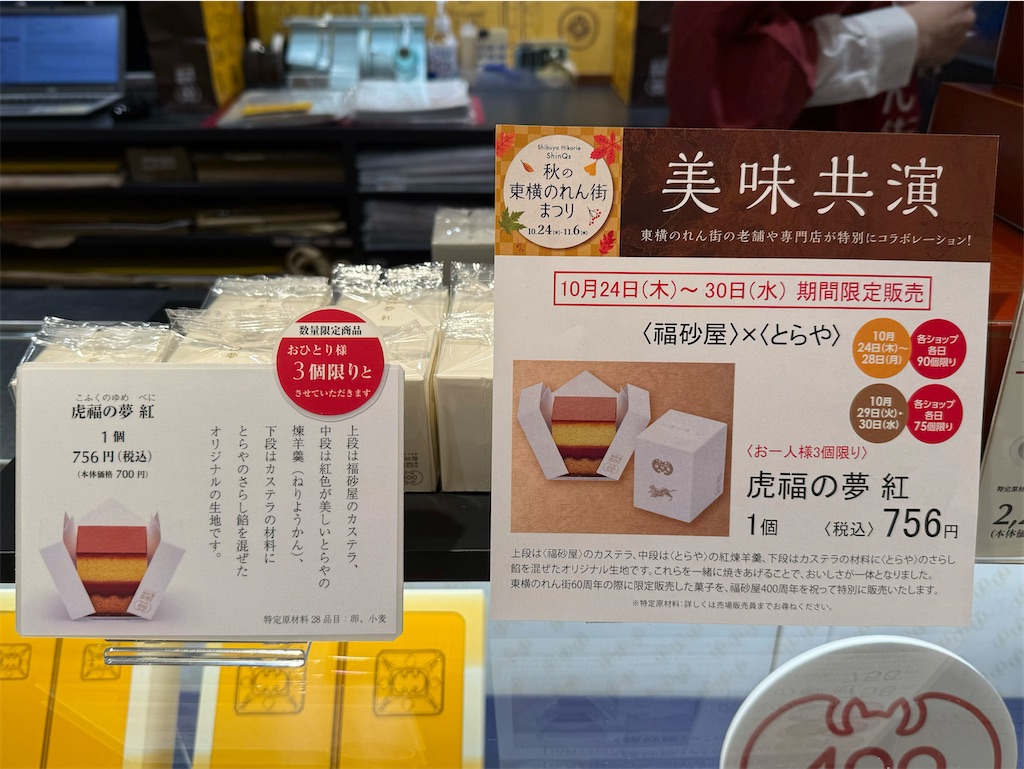 こふくのゆめ べに
虎福の夢 紅
1個
756円(税込)
(本体価格 700円)
数量限定商品
おひとり様
3個限りと
させていただきます
上段は福砂屋のカステラ、
中段は紅色が美しいとらやの
煉羊羹(ねりようかん)、
下段はカステラの材料に
とらやのさらし餡を混ぜた
オリジナルの生地です。
特定原材料28品目:卵、小麦
Shibuya Hikarie
ShinQs
秋の
東横のれん街
まつり
10.24(木)-11.6(水)
美味共演
東横のれん街の老舗や専門店が特別にコラボレーション!
10月24日(木)〜30日(水) 期間限定販売
〈福砂屋〉×〈とらや〉
10月
24日(木)〜
28日(月)
各ショップ
各日
90個限り
10月
29日(火)・
30日(水)
各ショップ
各日
75個限り
〈お一人様3個限り〉
虎福の夢 紅
1個 〈税込〉756円
上段は〈福砂屋〉のカステラ、中段は〈とらや〉の紅煉羊羹、下段はカステラの材料に〈とらや〉のさらし
餡を混ぜたオリジナル生地です。これらを一緒に焼きあげることで、おいしさが一体となりました。
東横のれん街60周年の際に限定販売した菓子を、福砂屋400周年を祝って特別に販売いたします。
※特定原材料:詳しくは売場販売員までお尋ねください。
400